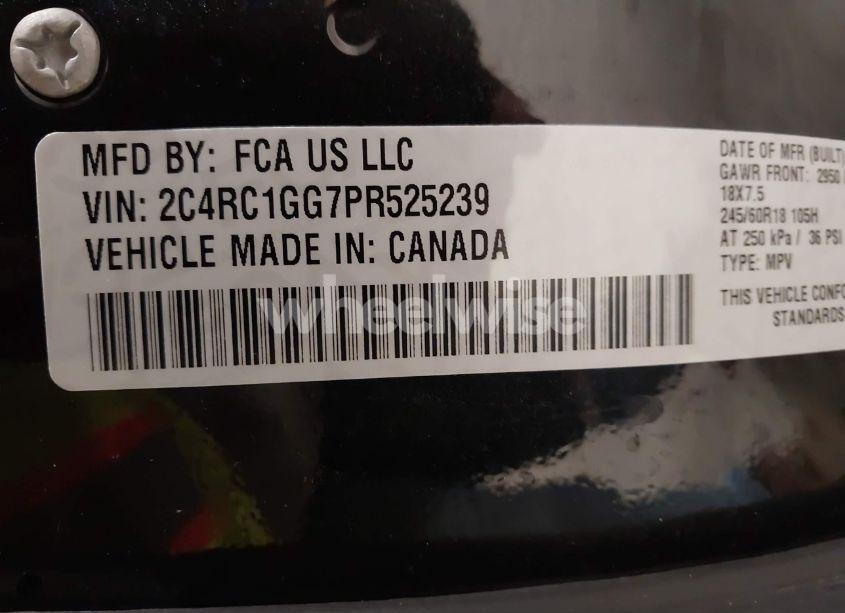 MFD BY: FCA US LLC
VIN: 2C4RC1GG7PR525239
VEHICLE MADE IN: CANADA
wheelwise
DATE OF MFR (BUILT)
GAWR FRONT: 2950
18X7.5
245/60R18 105H
AT 250 kPa / 36 PSI
TYPE: MPV
THIS VEHICLE
STANDARDS